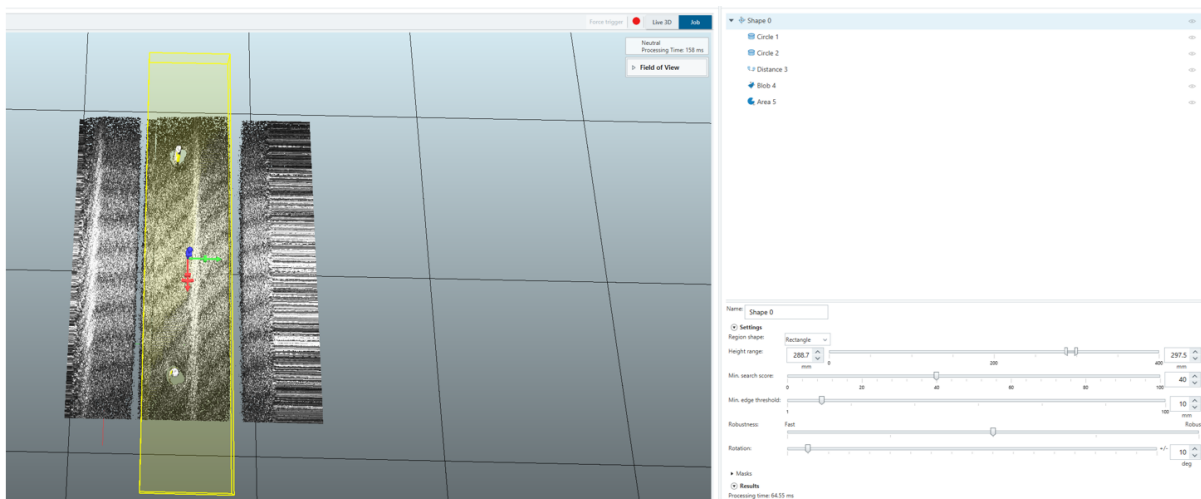 Force trigger
Live 3D
Job
Neutral
Processing Time: 158 ms
Field of View
Shape 0
Circle 1
Circle 2
Distance 3
Blob 4
Area 5
Name: Shape 0
Settings
Region shape: Rectangle
Height range: 288.7 mm 0 200 400 297.5 mm
Min. search score: 0 20 40 60 80 100 40
Min. edge threshold: 1 100 10 mm
Robustness: Fast Robus
Rotation: +/- 10 deg
Masks
Results
Processing time: 64.55 ms